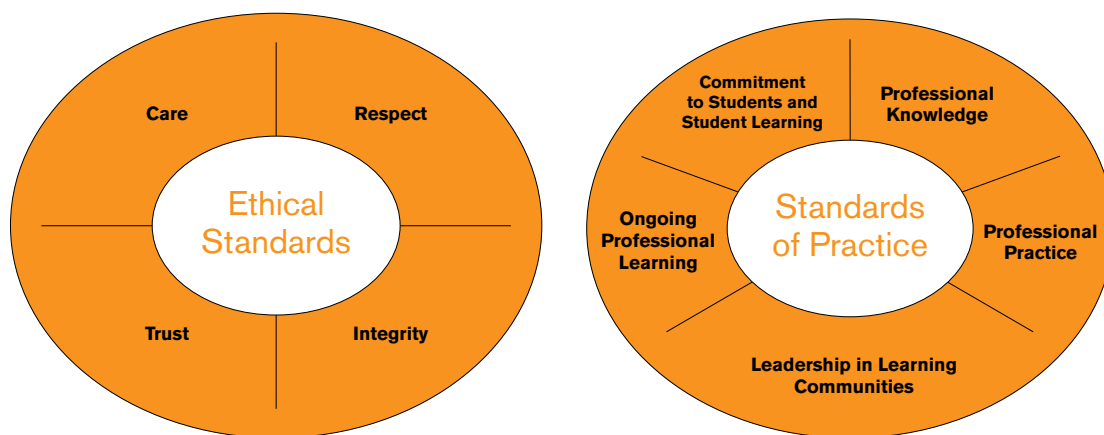 Care
Respect
Ethical
Standards
Trust
Integrity
Commitment
to Students and
Student Learning
Professional
Knowledge
Ongoing
Professional
Learning
Standards
of Practice
Professional
Practice
Leadership in Learning
Communities